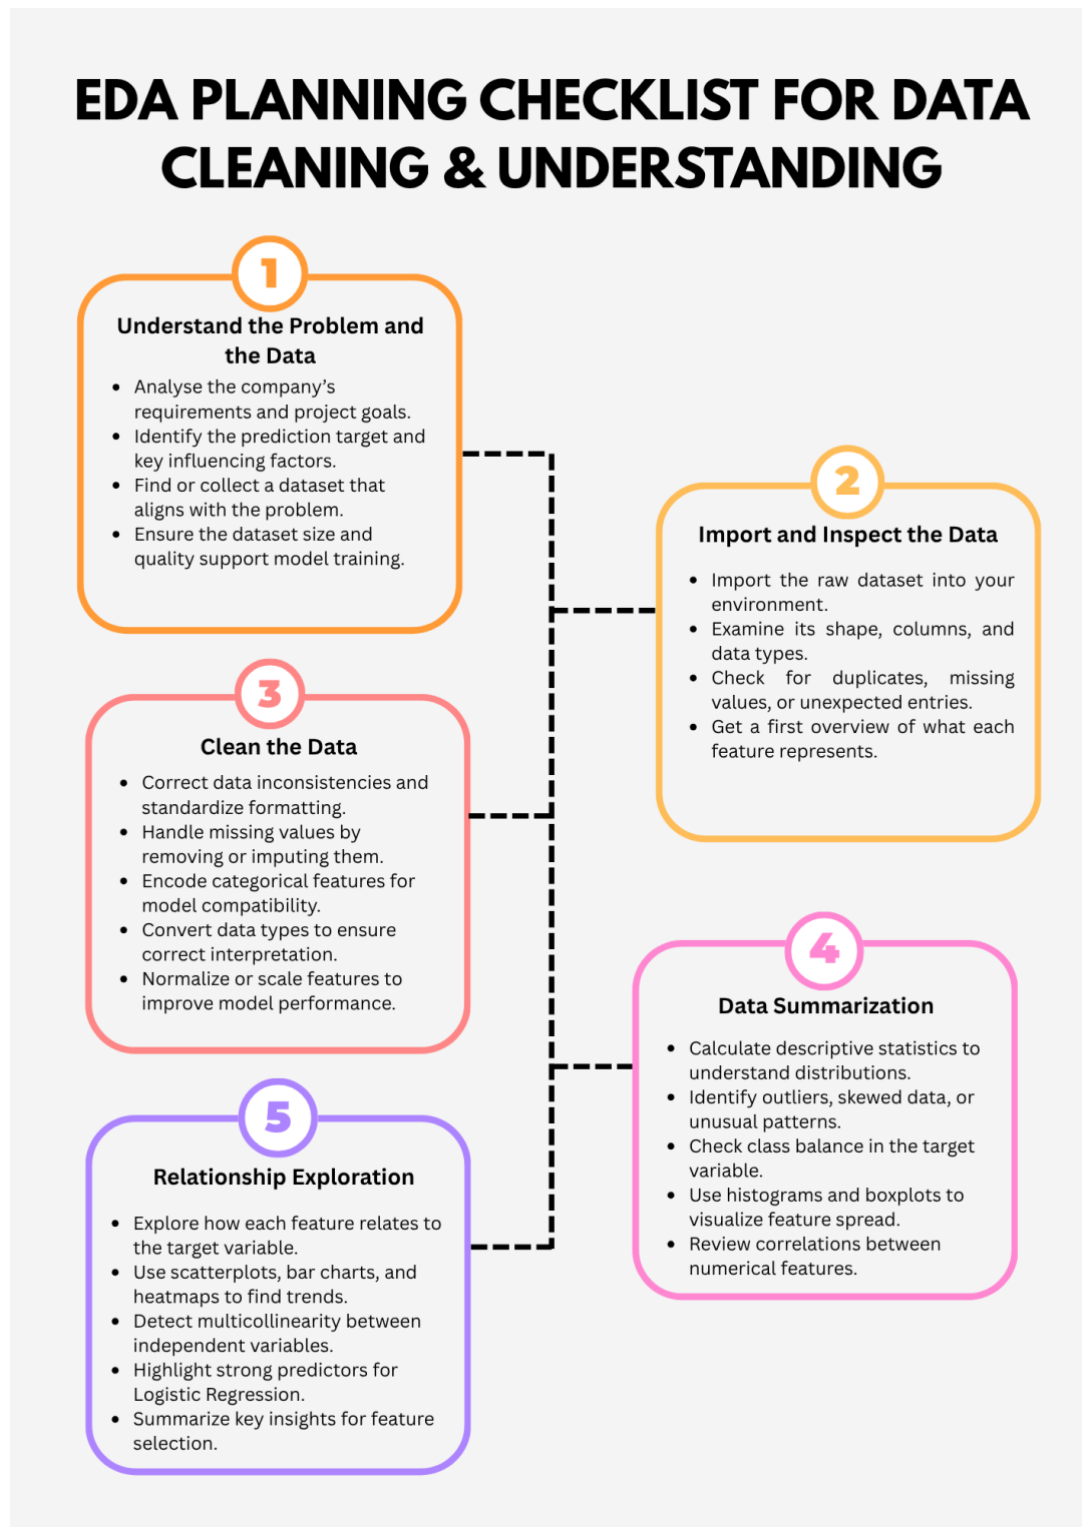 EDA PLANNING CHECKLIST FOR DATA
CLEANING & UNDERSTANDING
1
Understand the Problem and
the Data
• Analyse the company’s
requirements and project goals.
• Identify the prediction target and
key influencing factors.
• Find or collect a dataset that
aligns with the problem.
• Ensure the dataset size and
quality support model training.
2
Import and Inspect the Data
• Import the raw dataset into your
environment.
• Examine its shape, columns, and
data types.
• Check for duplicates, missing
values, or unexpected entries.
• Get a first overview of what each
feature represents.
3
Clean the Data
• Correct data inconsistencies and
standardize formatting.
• Handle missing values by
removing or imputing them.
• Encode categorical features for
model compatibility.
• Convert data types to ensure
correct interpretation.
• Normalize or scale features to
improve model performance.
4
Data Summarization
• Calculate descriptive statistics to
understand distributions.
• Identify outliers, skewed data, or
unusual patterns.
• Check class balance in the target
variable.
• Use histograms and boxplots to
visualize feature spread.
• Review correlations between
numerical features.
5
Relationship Exploration
• Explore how each feature relates to
the target variable.
• Use scatterplots, bar charts, and
heatmaps to find trends.
• Detect multicollinearity between
independent variables.
• Highlight strong predictors for
Logistic Regression.
• Summarize key insights for feature
selection.